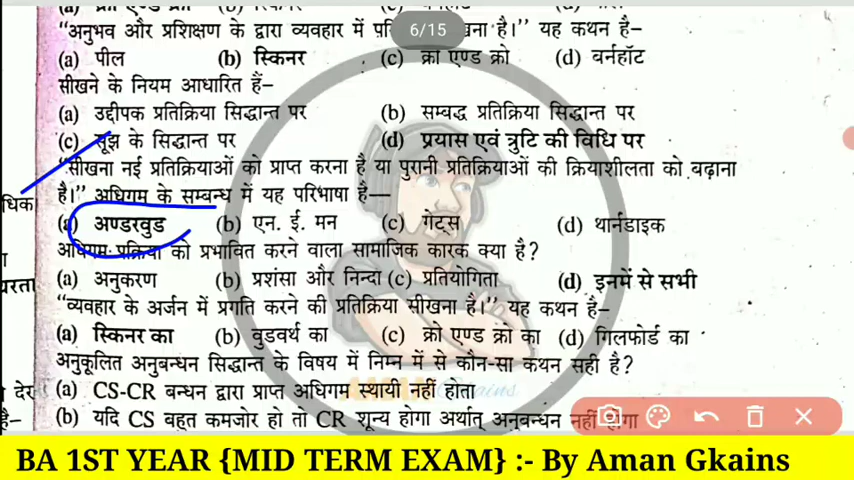 (a) क्रो एण्ड क्रो (b)
"अनुभव और प्रशिक्षण के द्वारा व्यवहार में है।" यह कथन है–
6/15
(a) पील (b) स्किनर (c) क्रो एण्ड क्रो (d) वर्नहॉट
सीखने के नियम आधारित हैं–
(a) उद्दीपक प्रतिक्रिया सिद्धान्त पर (b) सम्बद्ध प्रतिक्रिया सिद्धान्त पर
(c) सूझ के सिद्धान्त पर (d) प्रयास एवं त्रुटि की विधि पर
"सीखना नई प्रतिक्रियाओं को प्राप्त करना है या पुरानी प्रतिक्रियाओं की क्रियाशीलता को बढ़ाना
धिक है।" अधिगम के सम्बन्ध में यह परिभाषा है—
(a) अण्डरवुड (b) एन. ई. मन (c) गेट्स (d) थार्नडाइक
अधिगम प्रक्रिया को प्रभावित करने वाला सामाजिक कारक क्या है?
(a) अनुकरण (b) प्रशंसा और निन्दा (c) प्रतियोगिता (d) इनमें से सभी
"व्यवहार के अर्जन में प्रगति करने की प्रतिक्रिया सीखना है।" यह कथन है–
(a) स्किनर का (b) वुडवर्थ का (c) क्रो एण्ड क्रो का (d) गिलफोर्ड का
अनुकूलित अनुबन्धन सिद्धान्त के विषय में निम्न में से कौन-सा कथन सही है?
देर (a) CS-CR बन्धन द्वारा प्राप्त अधिगम स्थायी नहीं होता
है– (b) यदि CS बहुत कमजोर हो तो CR शून्य होगा अर्थात् अनुबन्धन नहीं होगा
BA 1ST YEAR {MID TERM EXAM} :- By Aman Gkains